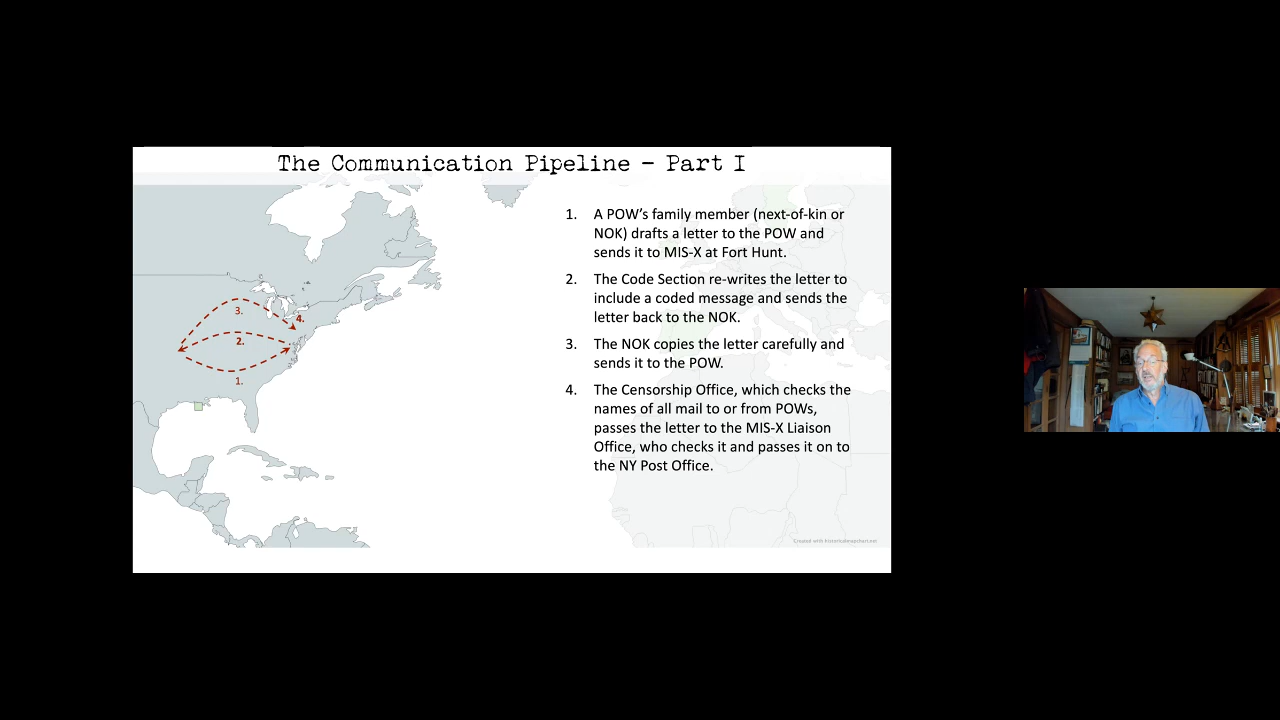 The Communication Pipeline – Part I
1. A POW’s family member (next-of-kin or
NOK) drafts a letter to the POW and
sends it to MIS-X at Fort Hunt.
2. The Code Section re-writes the letter to
include a coded message and sends the
letter back to the NOK.
3. The NOK copies the letter carefully and
sends it to the POW.
4. The Censorship Office, which checks the
names of all mail to or from POWs,
passes the letter to the MIS-X Liaison
Office, who checks it and passes it on to
the NY Post Office.
3.
4.
2.
1.
Created with historicalmapchart.net